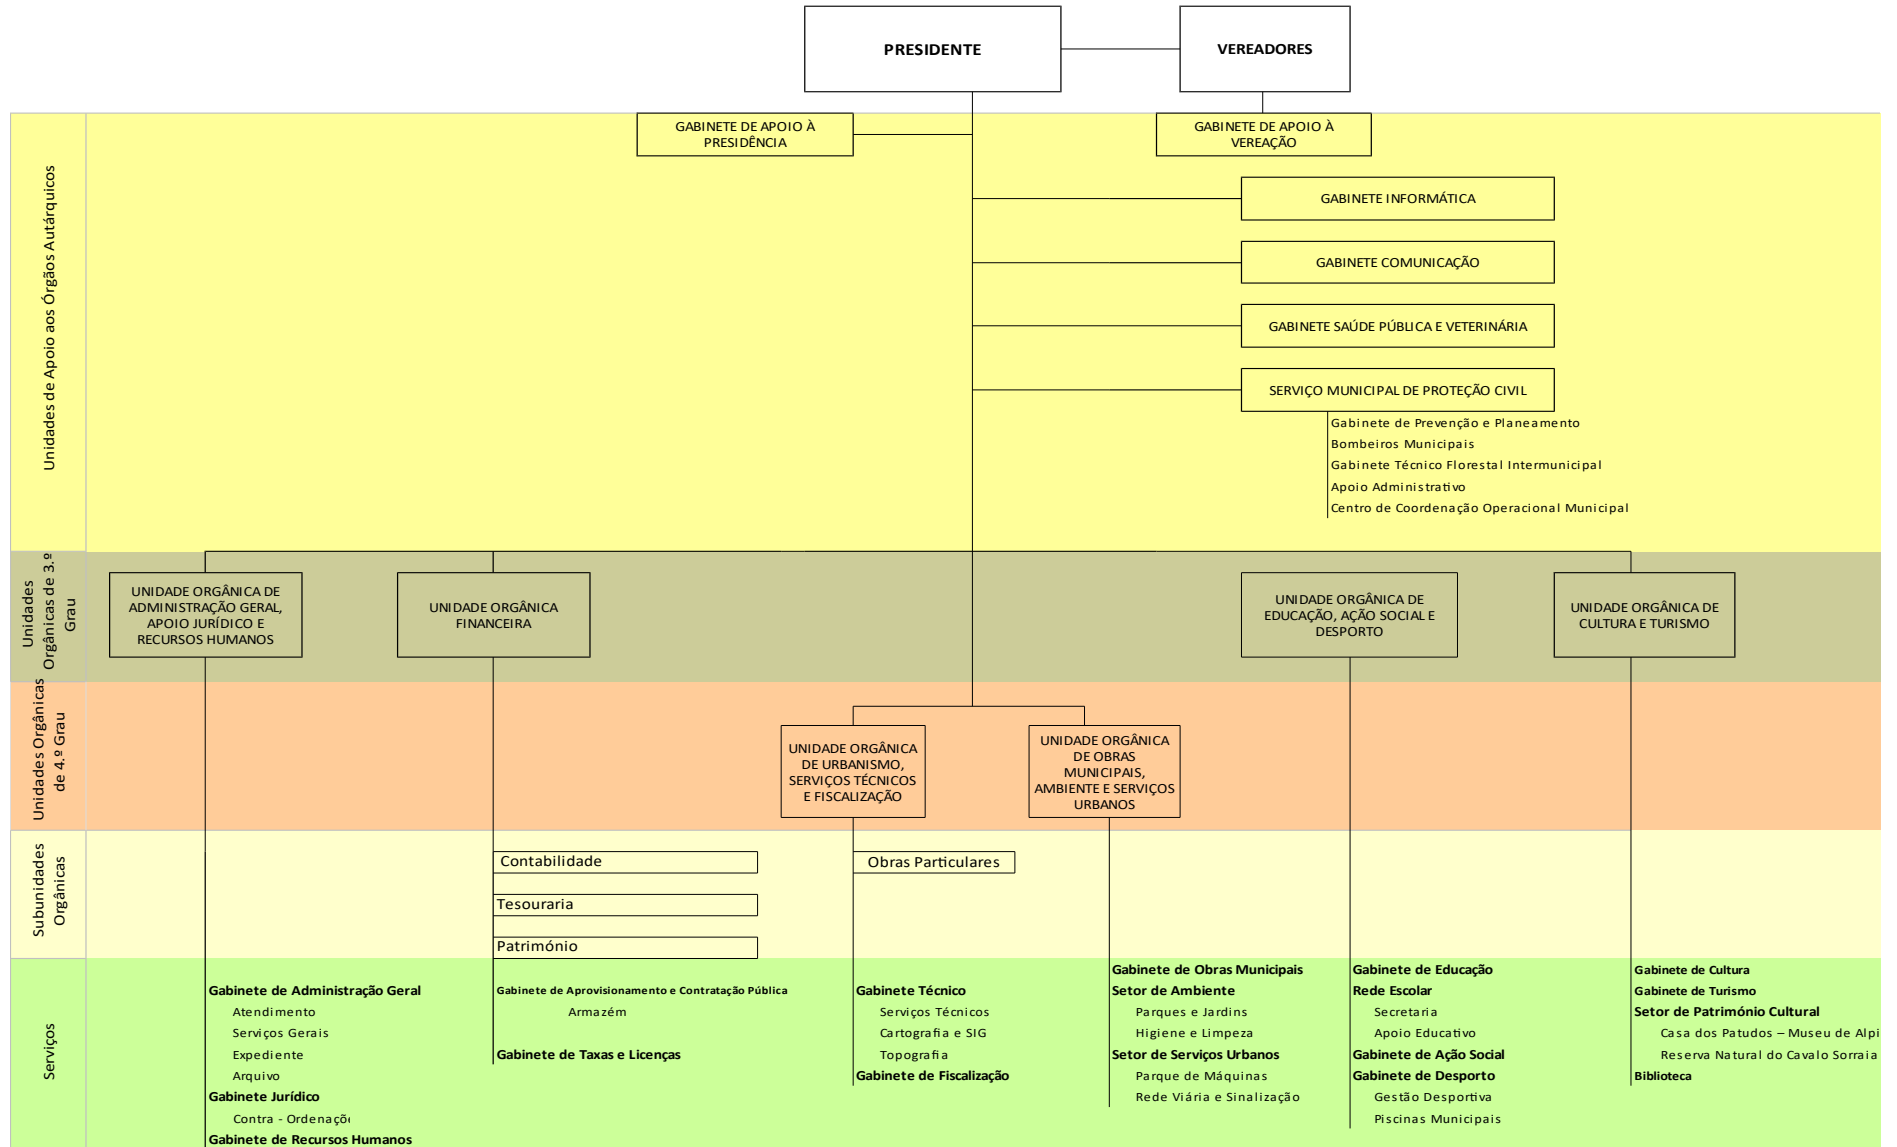 PRESIDENTE
VEREADORES
GABINETE DE APOIO À
PRESIDÊNCIA
GABINETE DE APOIO À
VEREAÇÃO
GABINETE INFORMÁTICA
GABINETE COMUNICAÇÃO
GABINETE SAÚDE PÚBLICA E VETERINÁRIA
SERVIÇO MUNICIPAL DE PROTEÇÃO CIVIL
Gabinete de Prevenção e Planeamento
Bombeiros Municipais
Gabinete Técnico Florestal Intermunicipal
Apoio Administrativo
Centro de Coordenação Operacional Municipal
Unidades de Apoio aos Órgãos Autárquicos
Unidades
Orgânicas de 3.º
Grau
UNIDADE ORGÂNICA DE
ADMINISTRAÇÃO GERAL,
APOIO JURÍDICO E
RECURSOS HUMANOS
UNIDADE ORGÂNICA
FINANCEIRA
UNIDADE ORGÂNICA DE
EDUCAÇÃO, AÇÃO SOCIAL E
DESPORTO
UNIDADE ORGÂNICA DE
CULTURA E TURISMO
Unidades Orgânicas
de 4.º Grau
UNIDADE ORGÂNICA
DE URBANISMO,
SERVIÇOS TÉCNICOS
E FISCALIZAÇÃO
UNIDADE ORGÂNICA
DE OBRAS
MUNICIPAIS,
AMBIENTE E SERVIÇOS
URBANOS
Subunidades
Orgânicas
Contabilidade
Tesouraria
Património
Obras Particulares
Serviços
Gabinete de Administração Geral
Atendimento
Serviços Gerais
Expediente
Arquivo
Gabinete Jurídico
Contra - Ordenaçõ
Gabinete de Recursos Humanos
Gabinete de Aprovisionamento e Contratação Pública
Armazém
Gabinete de Taxas e Licenças
Gabinete Técnico
Serviços Técnicos
Cartografia e SIG
Topografia
Gabinete de Fiscalização
Gabinete de Obras Municipais
Setor de Ambiente
Parques e Jardins
Higiene e Limpeza
Setor de Serviços Urbanos
Parque de Máquinas
Rede Viária e Sinalização
Gabinete de Educação
Rede Escolar
Secretaria
Apoio Educativo
Gabinete de Ação Social
Gabinete de Desporto
Gestão Desportiva
Piscinas Municipais
Gabinete de Cultura
Gabinete de Turismo
Setor de Património Cultural
Casa dos Patudos – Museu de Alpi
Reserva Natural do Cavalo Sorraia
Biblioteca